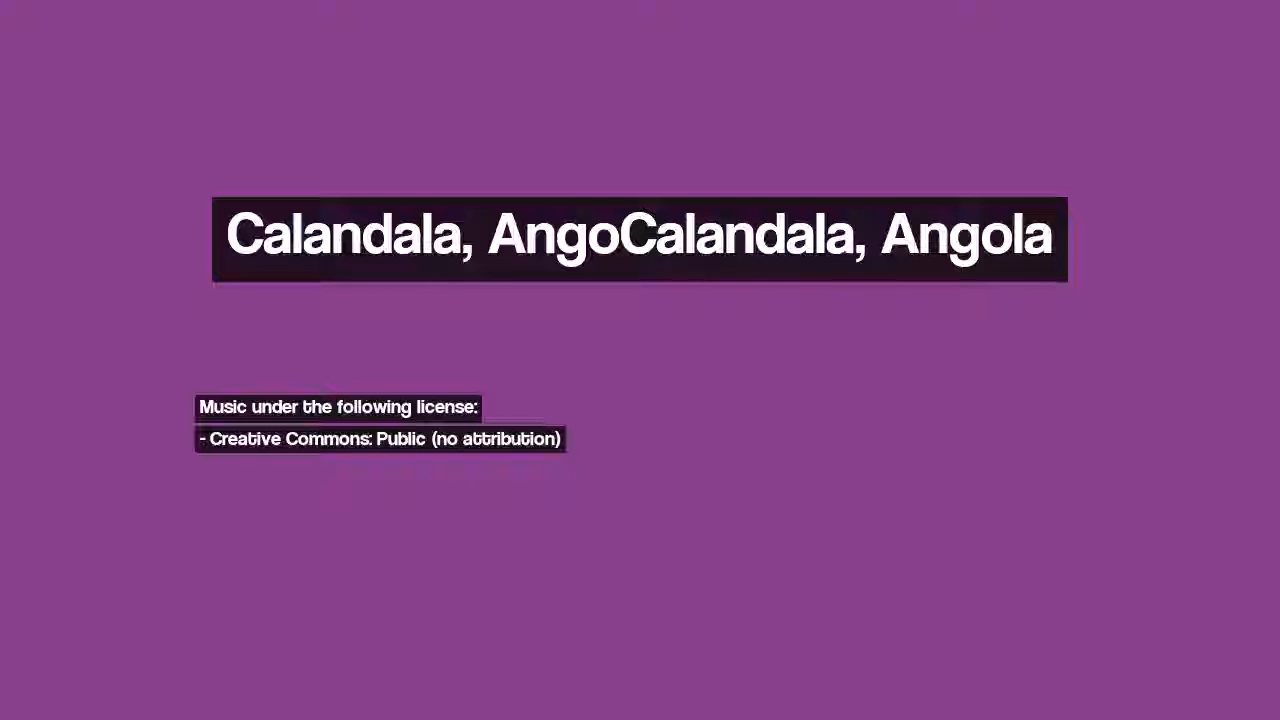 Calandala, AngoCalandala, Angola
Music under the following license:
- Creative Commons: Public (no attribution)